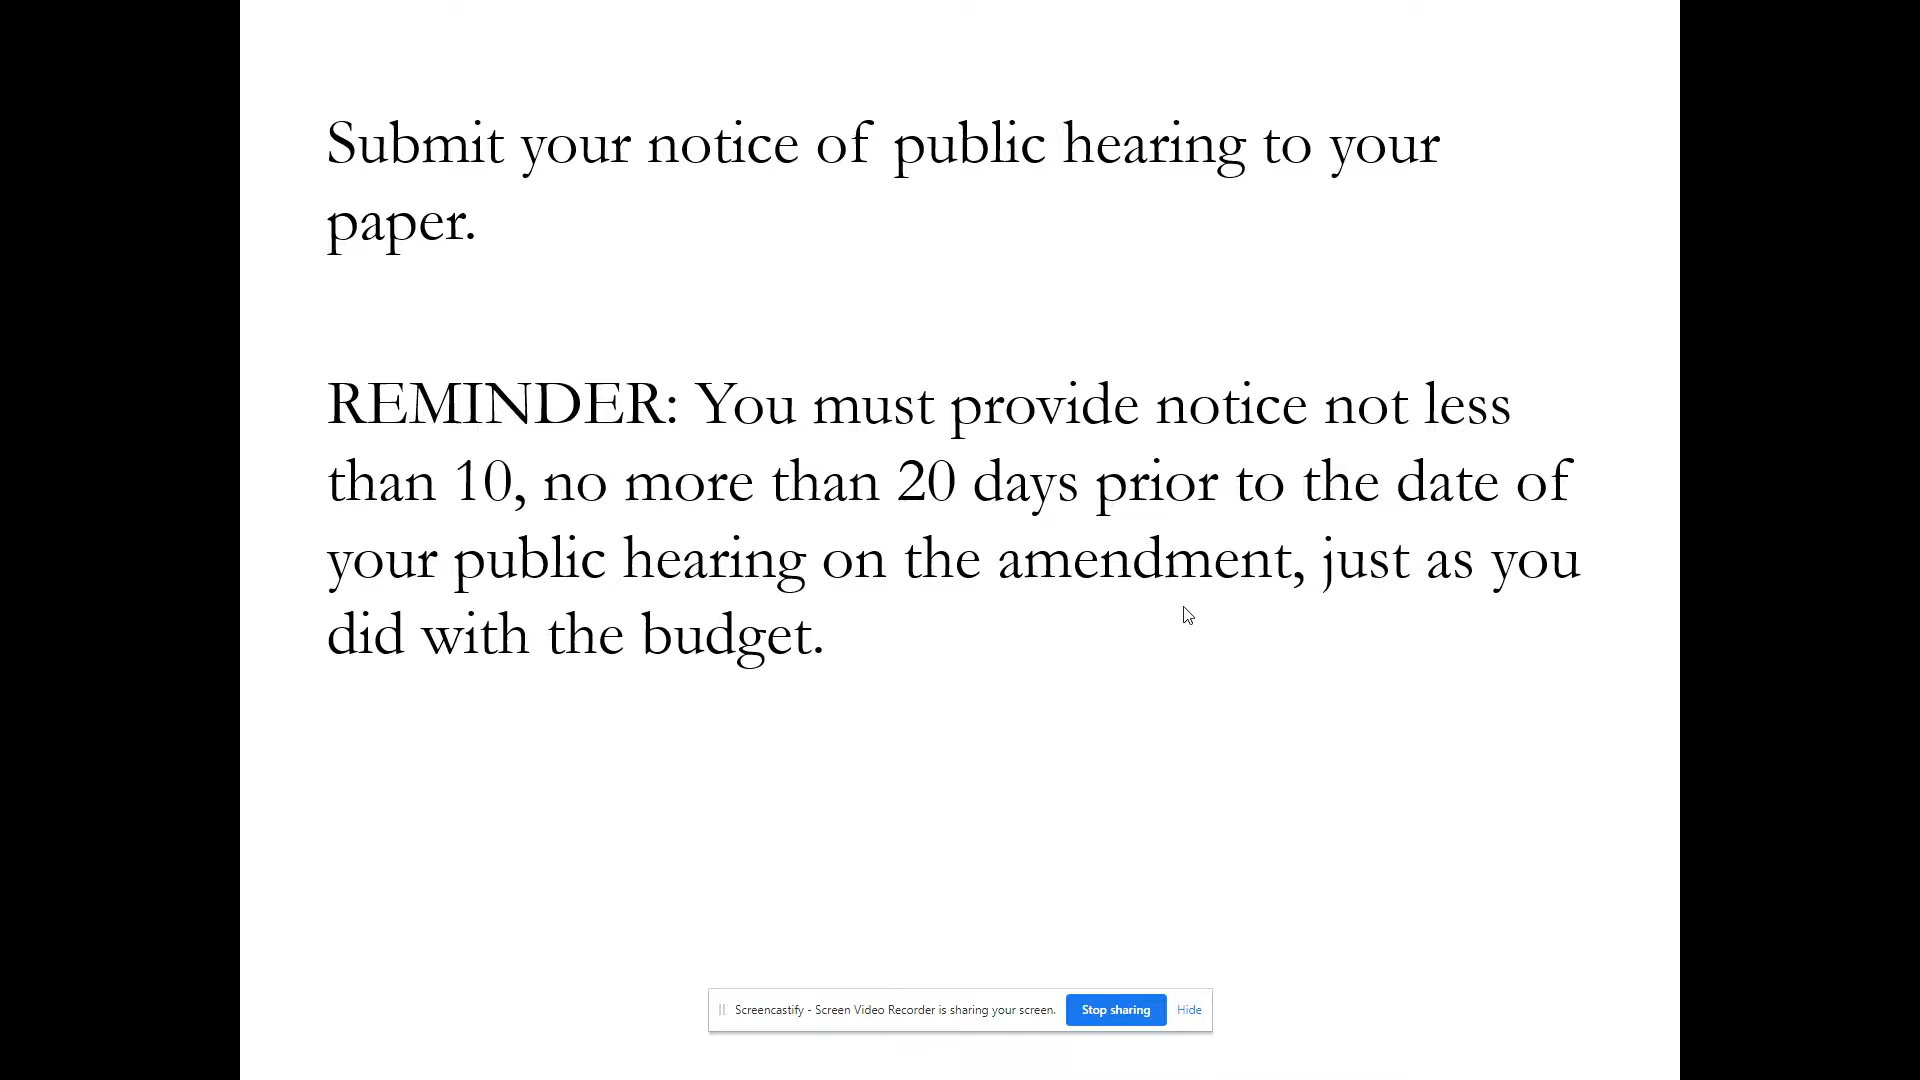 Submit your notice of public hearing to your
paper.
REMINDER: You must provide notice not less
than 10, no more than 20 days prior to the date of
your public hearing on the amendment, just as you
did with the budget.
Screencastify - Screen Video Recorder is sharing your screen. Stop sharing Hide